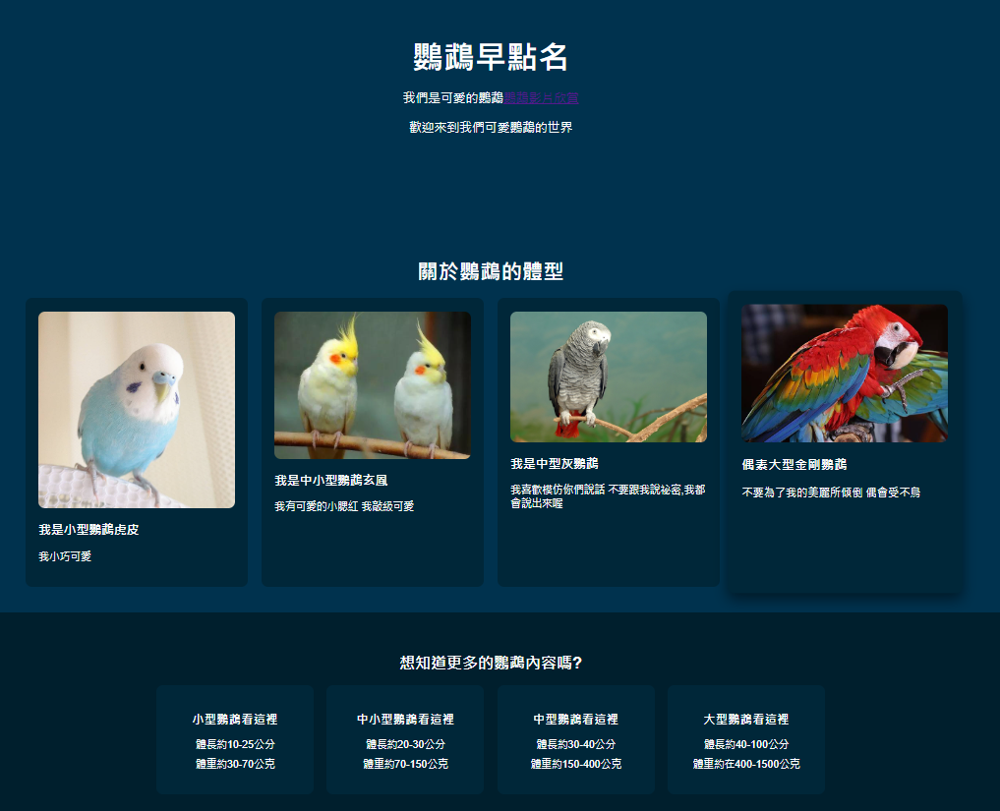 鸚鵡早點名
我們是可愛的鸚鵡鸚鵡影片欣賞
歡迎來到我們可愛鸚鵡的世界
關於鸚鵡的體型
我是小型鸚鵡虎皮
我小巧可愛
我是中小型鸚鵡玄鳳
我有可愛的小腮紅 我敲級可愛
我是中型灰鸚鵡
我喜歡模仿你們說話 不要跟我說祕密,我都
會說出來喔
偶素大型金剛鸚鵡
不要為了我的美麗所傾倒 偶會受不鳥
想知道更多的鸚鵡內容嗎?
小型鸚鵡看這裡
體長約10-25公分
體重約30-70公克
中小型鸚鵡看這裡
體長約20-30公分
體重約70-150公克
中型鸚鵡看這裡
體長約30-40公分
體重約150-400公克
大型鸚鵡看這裡
體長約40-100公分
體重約在400-1500公克